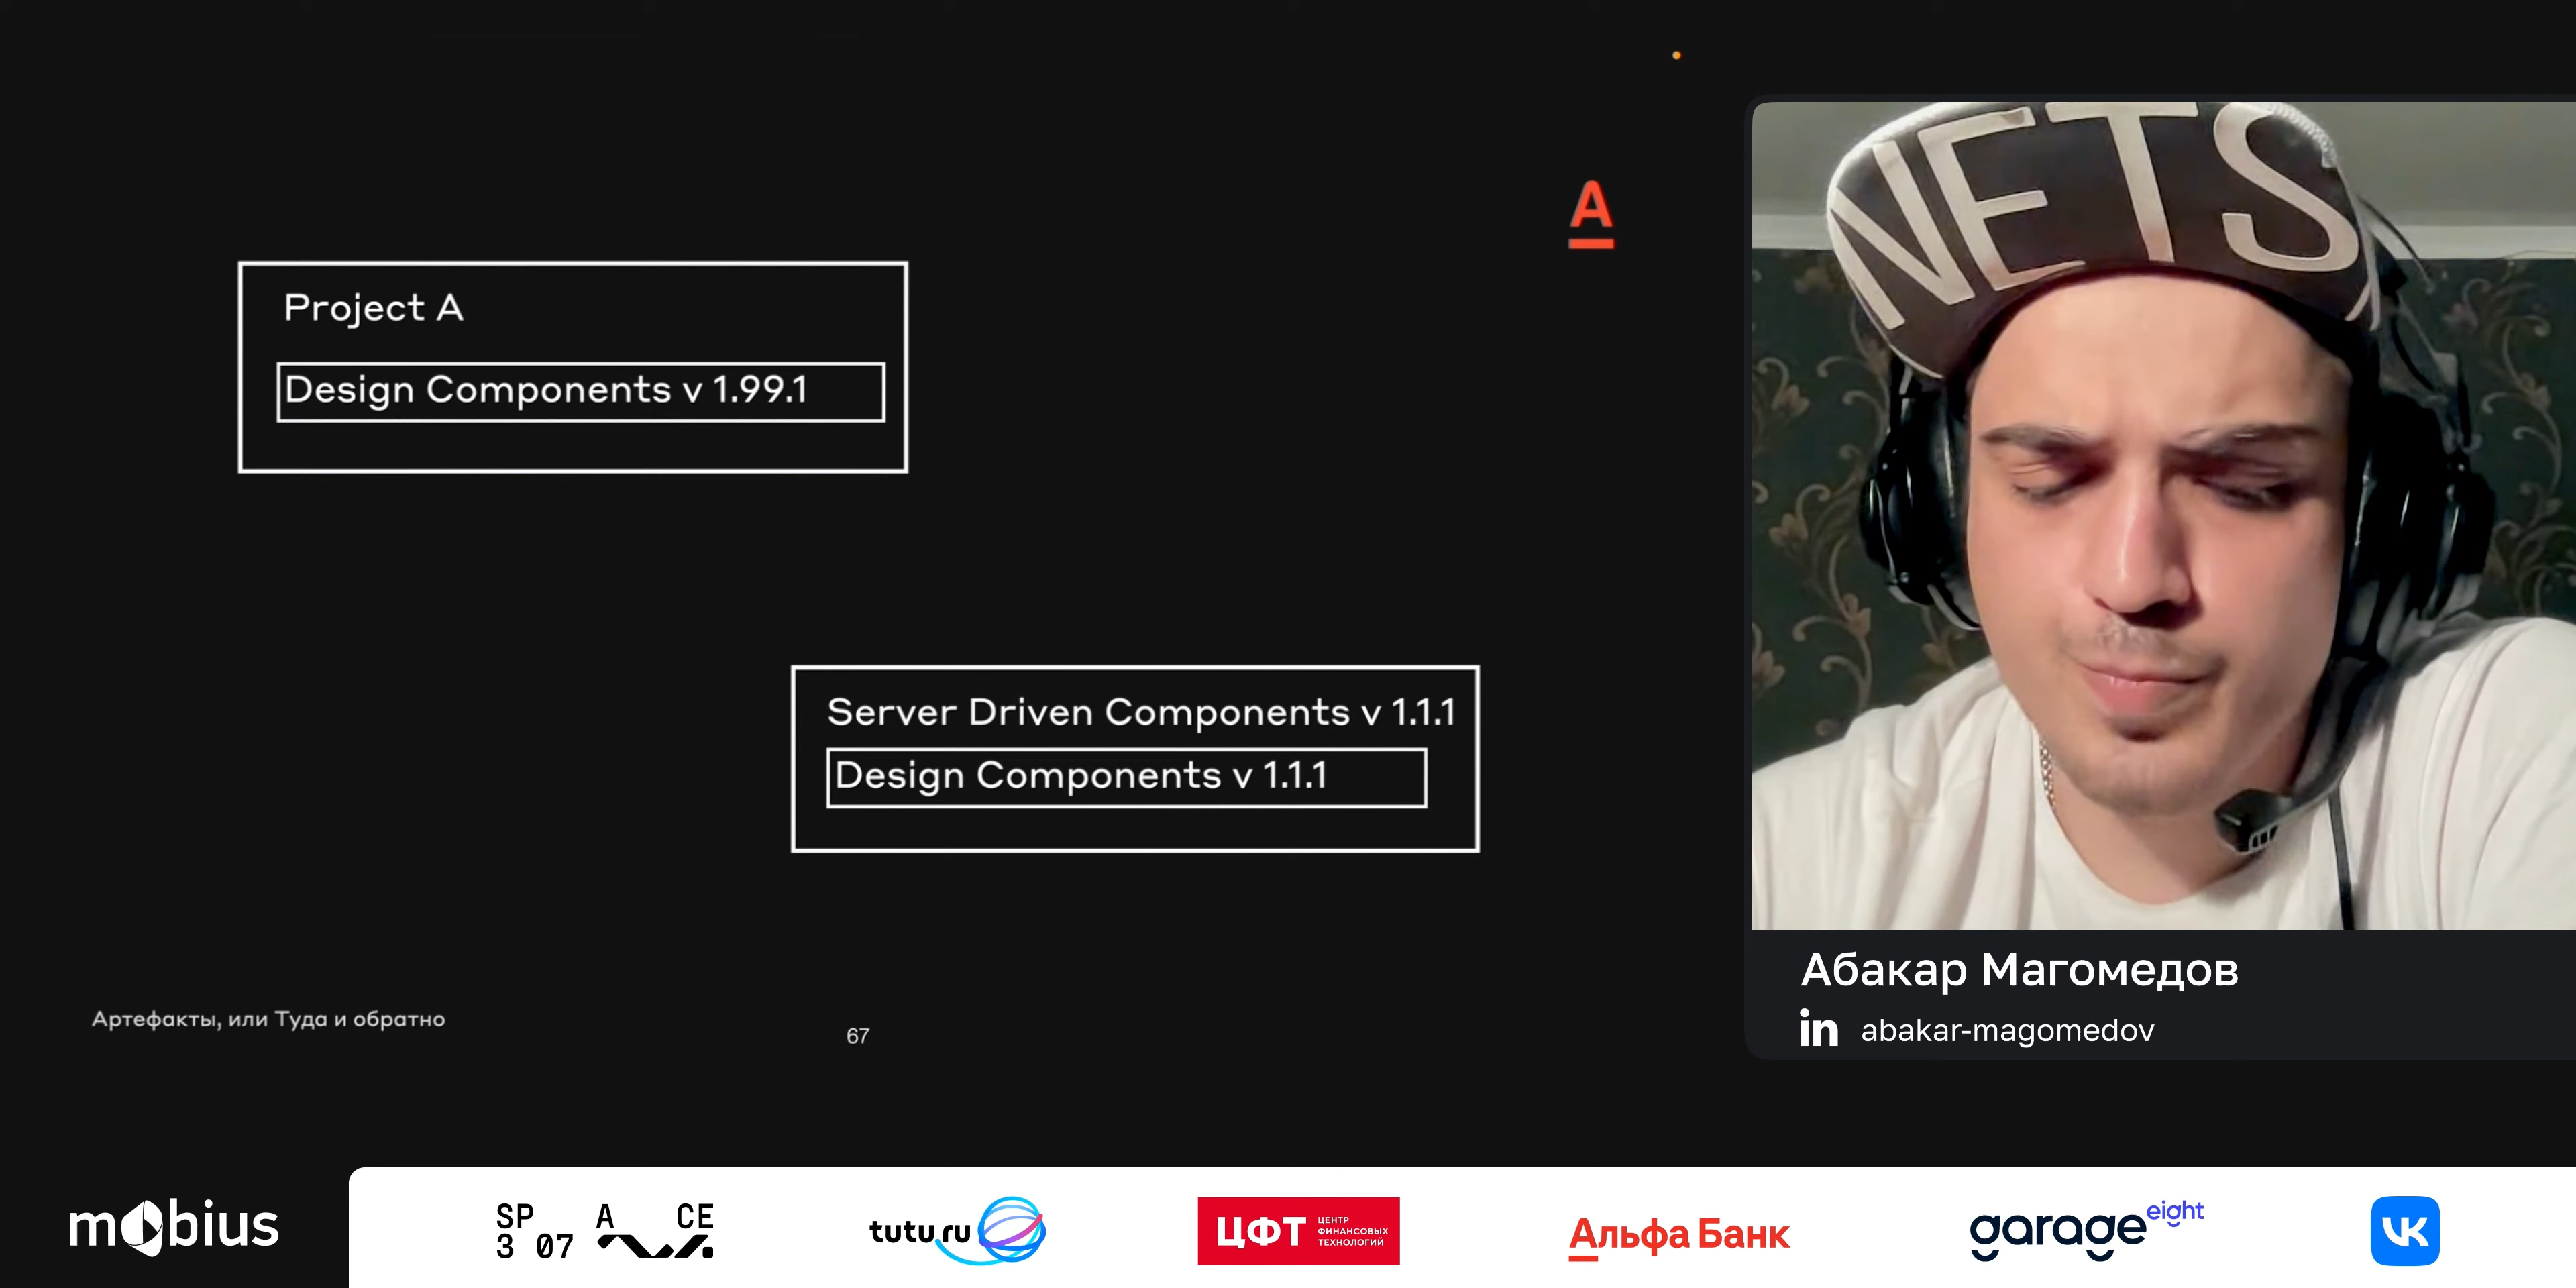 NETS
A
Project A
Design Components v 1.99.1
Server Driven Components v 1.1.1
Design Components v 1.1.1
Артефакты, или Туда и обратно
67
Абакар Магомедов
in abakar-magomedov
mobius
SP A CE
3 07
tutu.ru
ЦФТ
ЦЕНТР
ФИНАНСОВЫХ
ТЕХНОЛОГИЙ
Альфа Банк
garage eight
VK